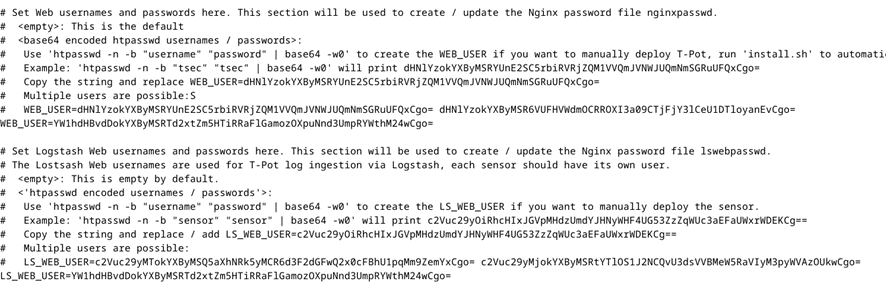 # Set Web usernames and passwords here. This section will be used to create / update the Nginx password file nginxpasswd.
#  <empty>: This is the default
#  <base64 encoded htpasswd usernames / passwords>:
#   Use 'htpasswd -n -b "username" "password" | base64 -w0' to create the WEB_USER if you want to manually deploy T-Pot, run 'install.sh' to automati
#   Example: 'htpasswd -n -b "tsec" "tsec" | base64 -w0' will print dHNlYzokYXByMSRYUnE2SC5rbiRVRjZQM1VVQmJVNWJUQmNmSGRuUFQxCgo=
#   Copy the string and replace WEB_USER=dHNlYzokYXByMSRYUnE2SC5rbiRVRjZQM1VVQmJVNWJUQmNmSGRuUFQxCgo=
#   Multiple users are possible:S
#   WEB_USER=dHNlYzokYXByMSRYUnE2SC5rbiRVRjZQM1VVQmJVNWJUQmNmSGRuUFQxCgo= dHNlYzokYXByMSR6VUFHVWdmOCRROXI3a09CTjFjY3lCeU1DTloyanEvCgo=
WEB_USER=YW1hdHBvdDokYXByMSRTd2xtZm5HTiRRaFlGamozOXpuNnd3UmpRYWthM24wCgo=
# Set Logstash Web usernames and passwords here. This section will be used to create / update the Nginx password file lswebpasswd.
# The Lostsash Web usernames are used for T-Pot log ingestion via Logstash, each sensor should have its own user.
#  <empty>: This is empty by default.
#  <'htpasswd encoded usernames / passwords'>:
#   Use 'htpasswd -n -b "username" "password" | base64 -w0' to create the LS_WEB_USER if you want to manually deploy the sensor.
#   Example: 'htpasswd -n -b "sensor" "sensor" | base64 -w0' will print c2Vuc29yOiRhcHIxJGVpMHdzUmdYJHNyWHF4UG53ZzZqWUc3aEFaUWxrWDEKCg==
#   Copy the string and replace / add LS_WEB_USER=c2Vuc29yOiRhcHIxJGVpMHdzUmdYJHNyWHF4UG53ZzZqWUc3aEFaUWxrWDEKCg==
#   Multiple users are possible:
#   LS_WEB_USER=c2Vuc29yMTokYXByMSQ5aXhNRk5yMCR6d3F2dGFwQ2x0cFBhU1pqMm9ZemYxCgo= c2Vuc29yMjokYXByMSRtYTlOS1J2NCQvU3dsVVBMeW5RaVIyM3pyWVAzOUkwCgo=
LS_WEB_USER=YW1hdHBvdDokYXByMSRTd2xtZm5HTiRRaFlGamozOXpuNnd3UmpRYWthM24wCgo=